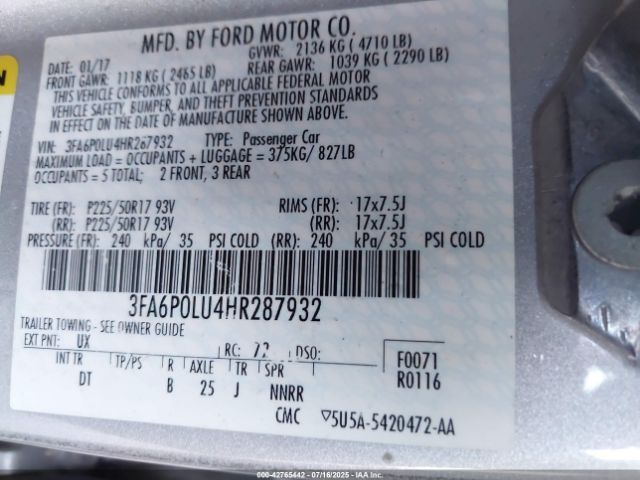 MFD. BY FORD MOTOR CO.
DATE: 01/17 GVWR: 2136 KG ( 4710 LB)
FRONT GAWR: 1118 KG ( 2465 LB) REAR GAWR: 1039 KG ( 2290 LB)
THIS VEHICLE CONFORMS TO ALL APPLICABLE FEDERAL MOTOR
VEHICLE SAFETY, BUMPER, AND THEFT PREVENTION STANDARDS
IN EFFECT ON THE DATE OF MANUFACTURE SHOWN ABOVE.
VIN: 3FA6P0LU4HR287932 TYPE: Passenger Car
MAXIMUM LOAD = OCCUPANTS + LUGGAGE = 375KG/ 827LB
OCCUPANTS = 5 TOTAL; 2 FRONT, 3 REAR
TIRE (FR): P225/50R17 93V RIMS (FR): 17x7.5J
(RR): P225/50R17 93V (RR): 17x7.5J
PRESSURE (FR): 240 kPa/ 35 PSI COLD (RR): 240 kPa/ 35 PSI COLD
3FA6P0LU4HR287932
TRAILER TOWING - SEE OWNER GUIDE
EXT PNT: UX RC: 72 DSO: F0071
INT TR TP/PS R AXLE TR SPR R0116
DT B 25 J NNRR
CMC ▽5U5A-5420472-AA
000-42765442 - 07/16/2025 - IAA, Inc.